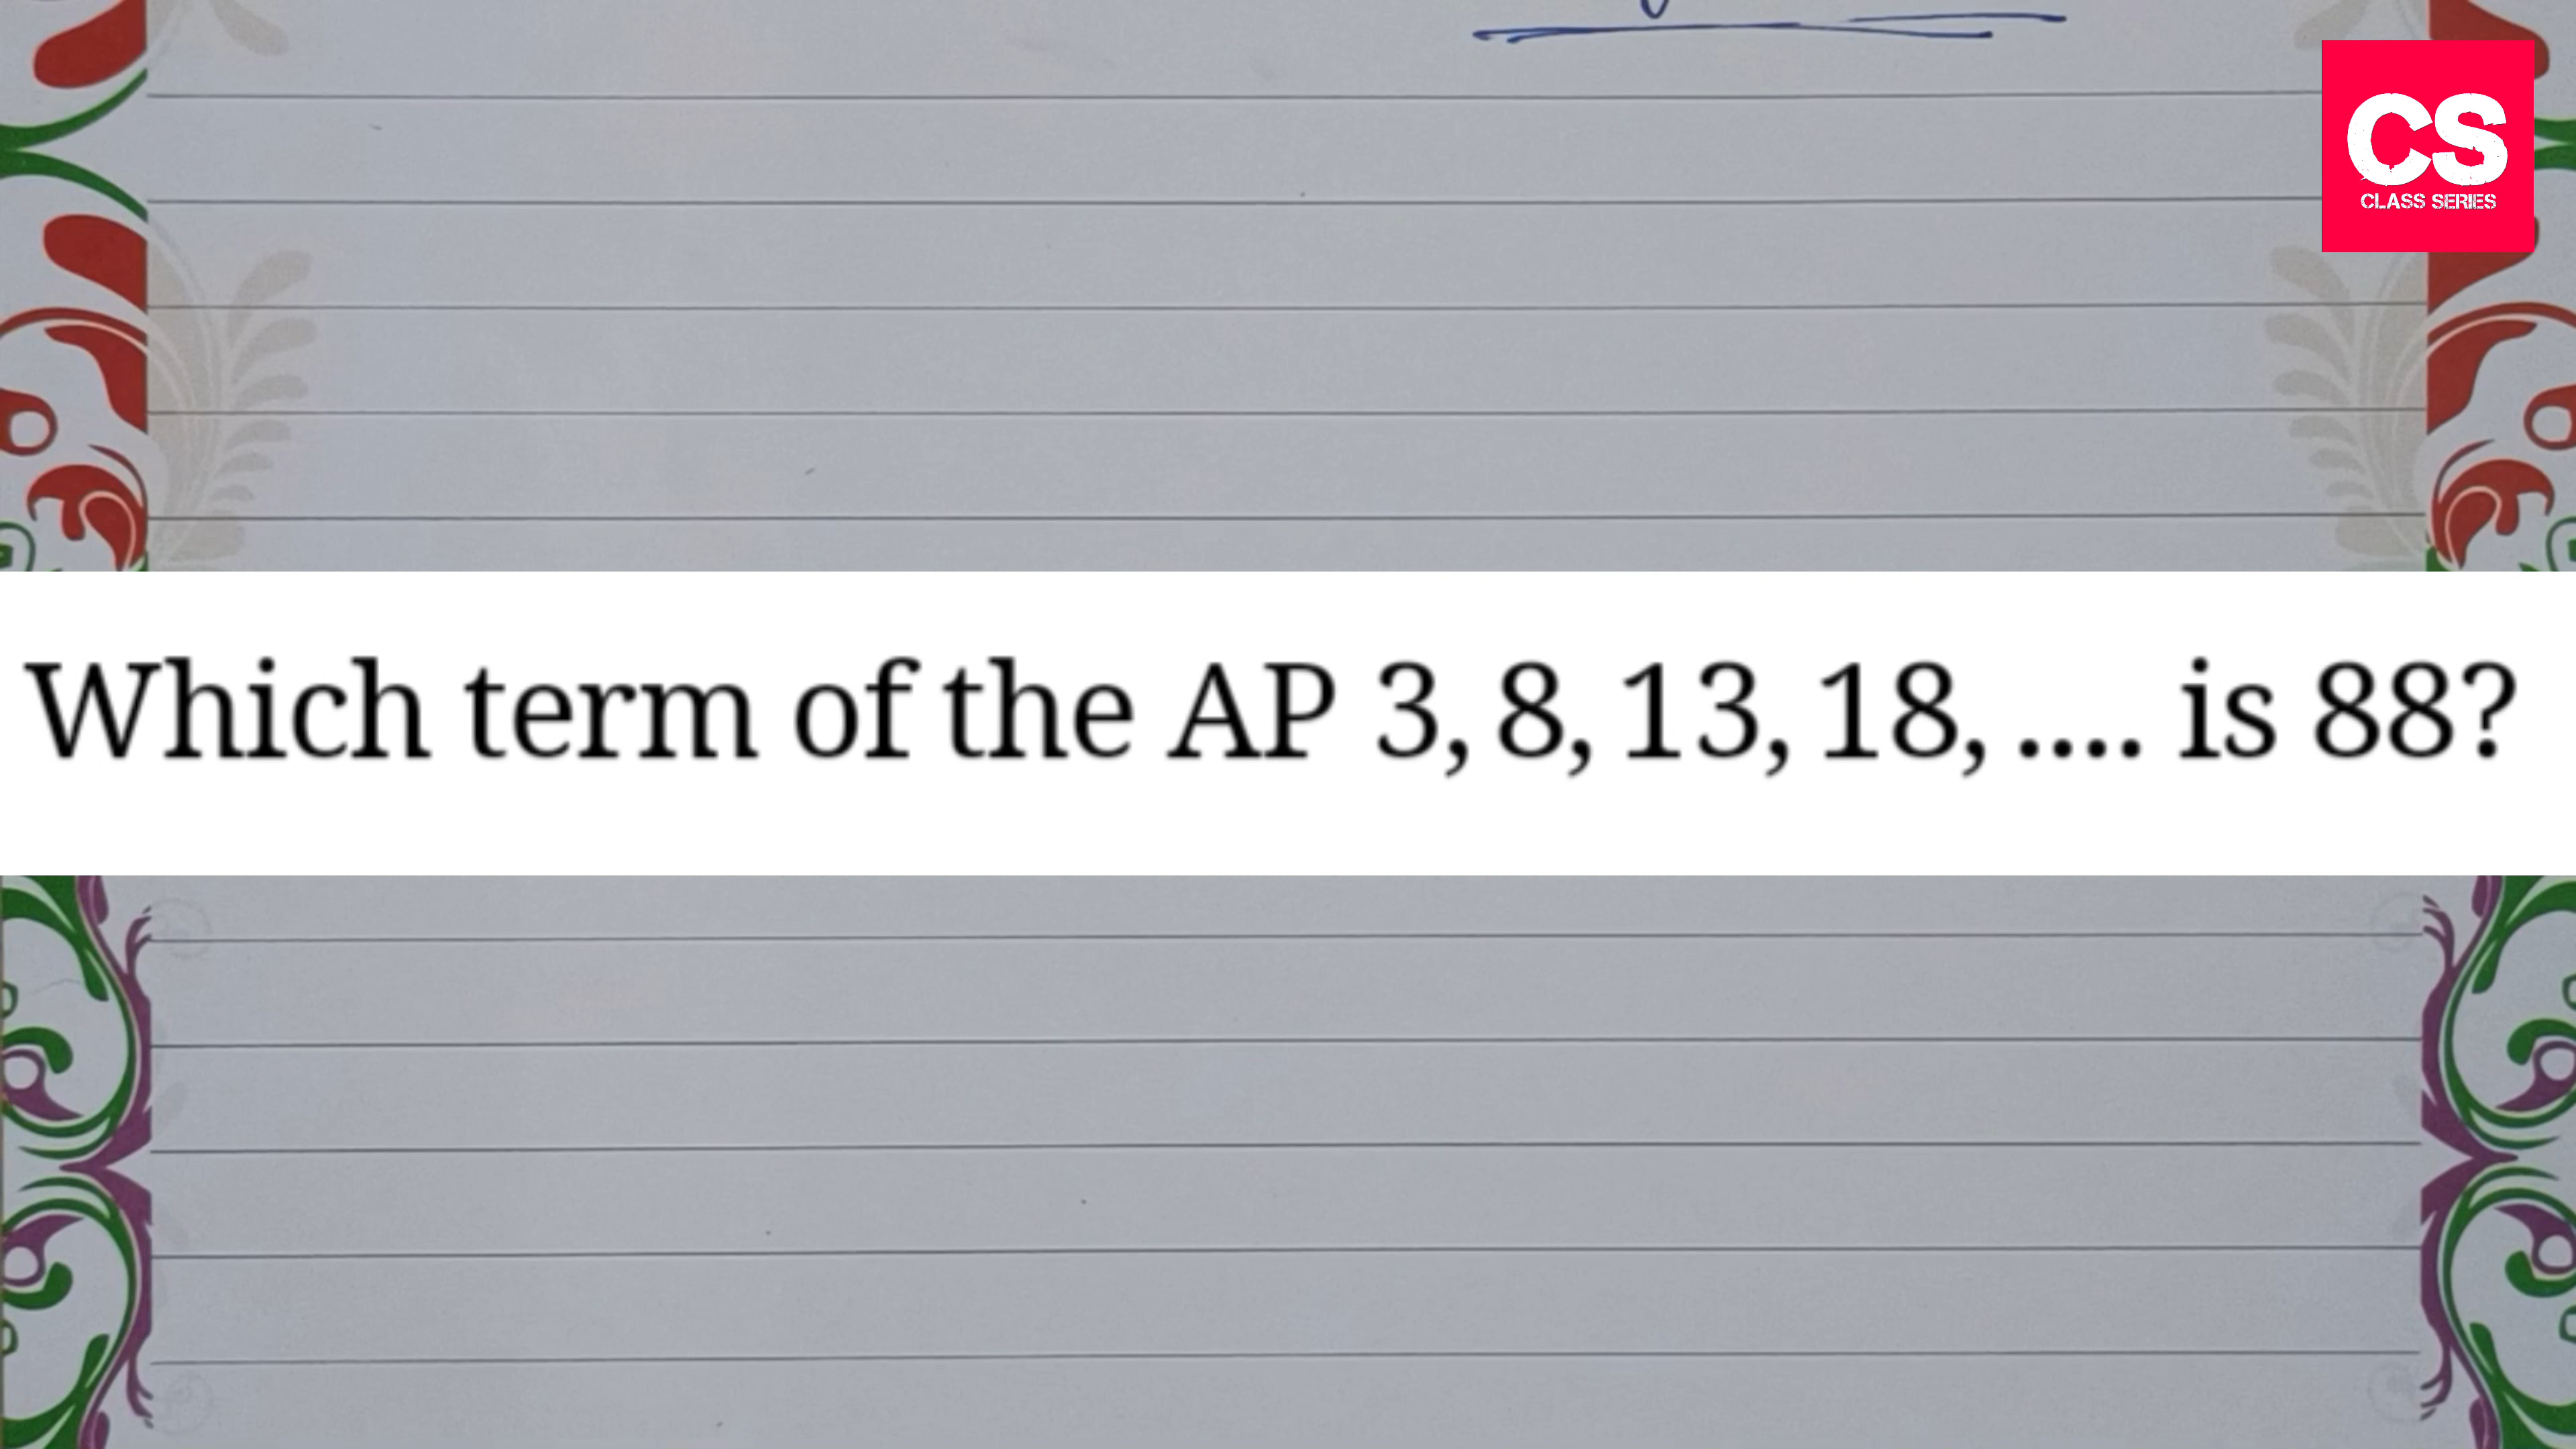 CS
CLASS SERIES
Which term of the AP 3, 8, 13, 18, .... is 88?